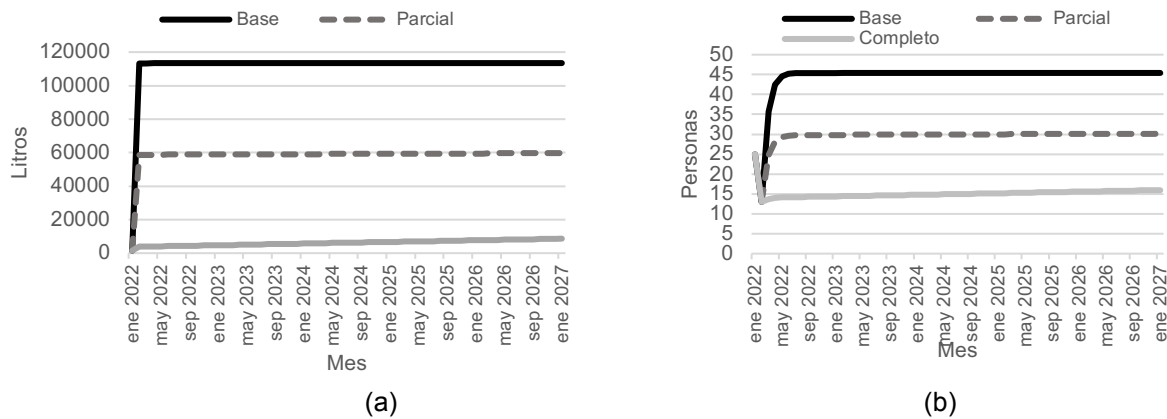 Base Parcial
Litros
120000
100000
80000
60000
40000
20000
0
ene 2022
may 2022
sep 2022
ene 2023
may 2023
sep 2023
ene 2024
may 2024
sep 2024
ene 2025
may 2025
sep 2025
ene 2026
may 2026
sep 2026
ene 2027
Mes
(a)
Base Parcial
Completo
Personas
50
45
40
35
30
25
20
15
10
5
0
ene 2022
may 2022
sep 2022
ene 2023
may 2023
sep 2023
ene 2024
may 2024
sep 2024
ene 2025
may 2025
sep 2025
ene 2026
may 2026
sep 2026
ene 2027
Mes
(b)